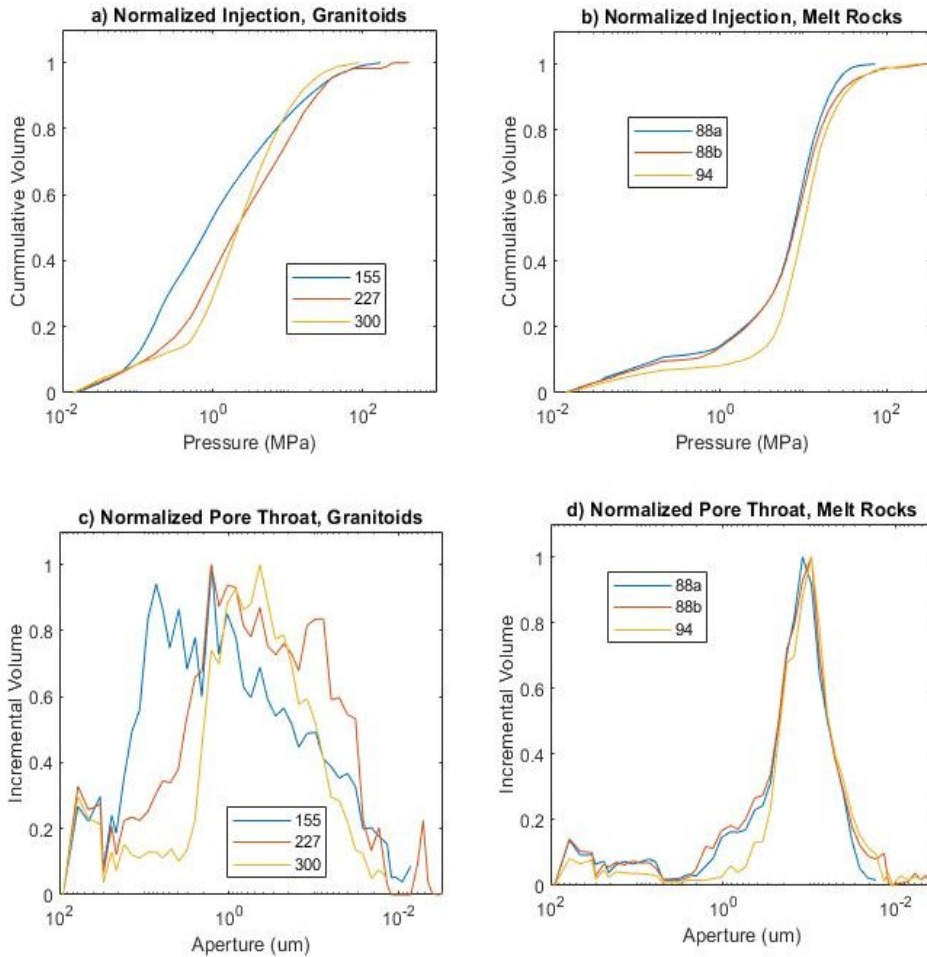 a) Normalized Injection, Granitoids
Cummulative Volume
1
0.8
0.6
0.4
0.2
0
155
227
300
10^-2
10^0
10^2
Pressure (MPa)
b) Normalized Injection, Melt Rocks
Cummulative Volume
1
0.8
0.6
0.4
0.2
0
88a
88b
94
10^-2
10^0
10^2
Pressure (MPa)
c) Normalized Pore Throat, Granitoids
Incremental Volume
1
0.8
0.6
0.4
0.2
0
155
227
300
10^2
10^0
10^-2
Aperture (um)
d) Normalized Pore Throat, Melt Rocks
Incremental Volume
1
0.8
0.6
0.4
0.2
0
88a
88b
94
10^2
10^0
10^-2
Aperture (um)